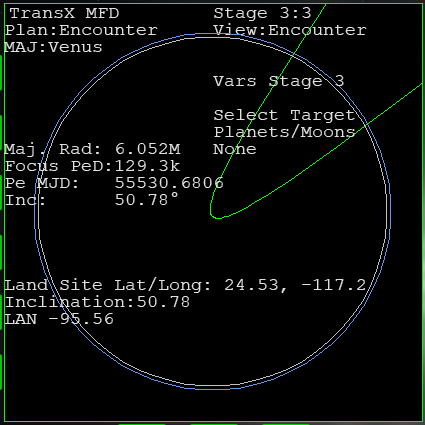 TransX MFD Stage 3:3
Plan:Encounter View:Encounter
MAJ:Venus
Vars Stage 3
Select Target
Planets/Moons
Maj. Rad: 6.052M None
Focus PeD:129.3k
Pe MJD: 55530.6806
Inc: 50.78°
Land Site Lat/Long: 24.53, -117.2
Inclination:50.78
LAN -95.56